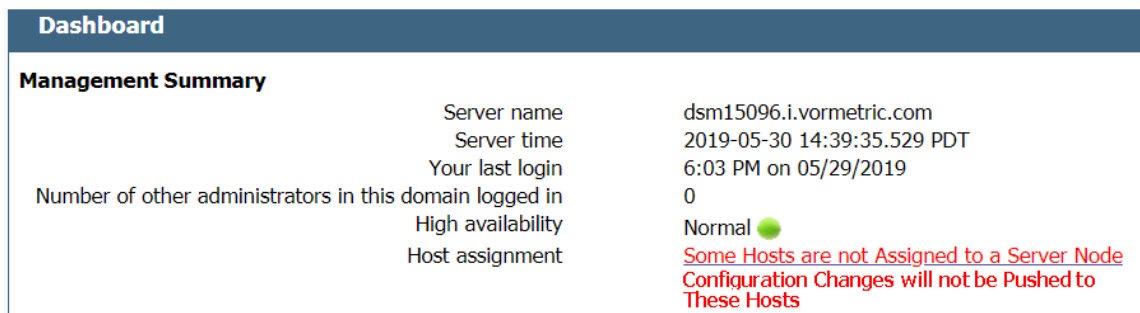 Dashboard
Management Summary
Server name dsm15096.i.vormetric.com
Server time 2019-05-30 14:39:35.529 PDT
Your last login 6:03 PM on 05/29/2019
Number of other administrators in this domain logged in 0
High availability Normal
Host assignment Some Hosts are not Assigned to a Server Node
Configuration Changes will not be Pushed to
These Hosts